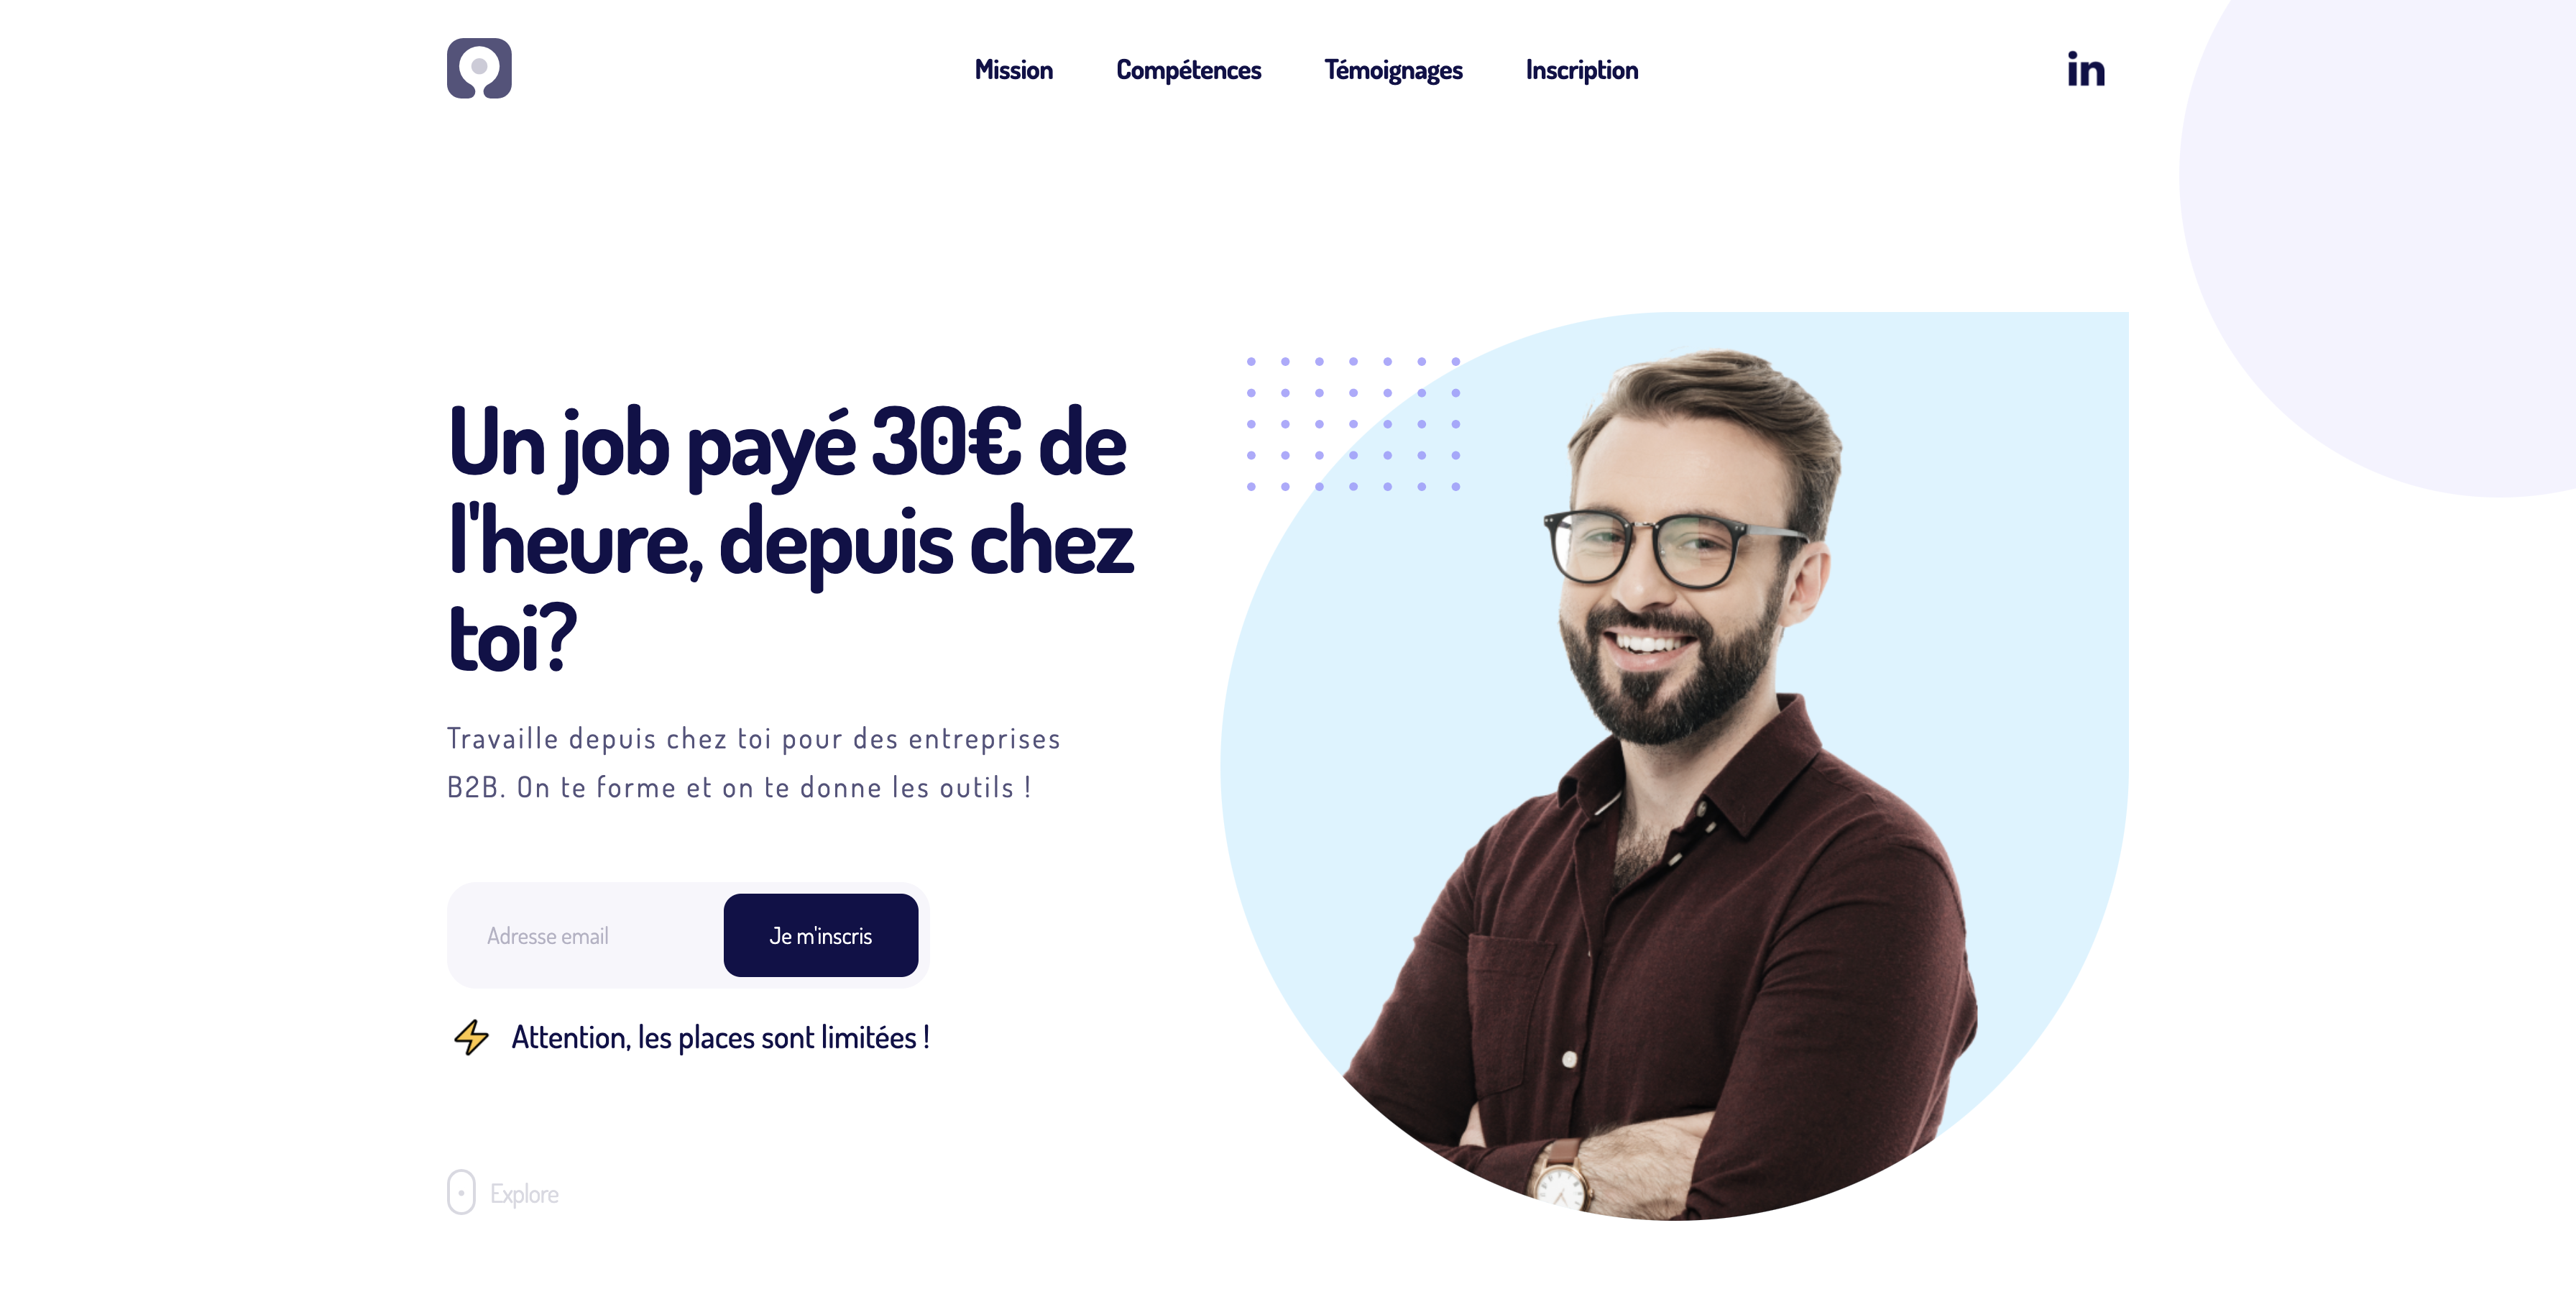 Mission
Compétences
Témoignages
Inscription
in
Un job payé 30€ de
l'heure, depuis chez
toi?
Travaille depuis chez toi pour des entreprises
B2B. On te forme et on te donne les outils !
Adresse email
Je m'inscris
Attention, les places sont limitées !
Explore